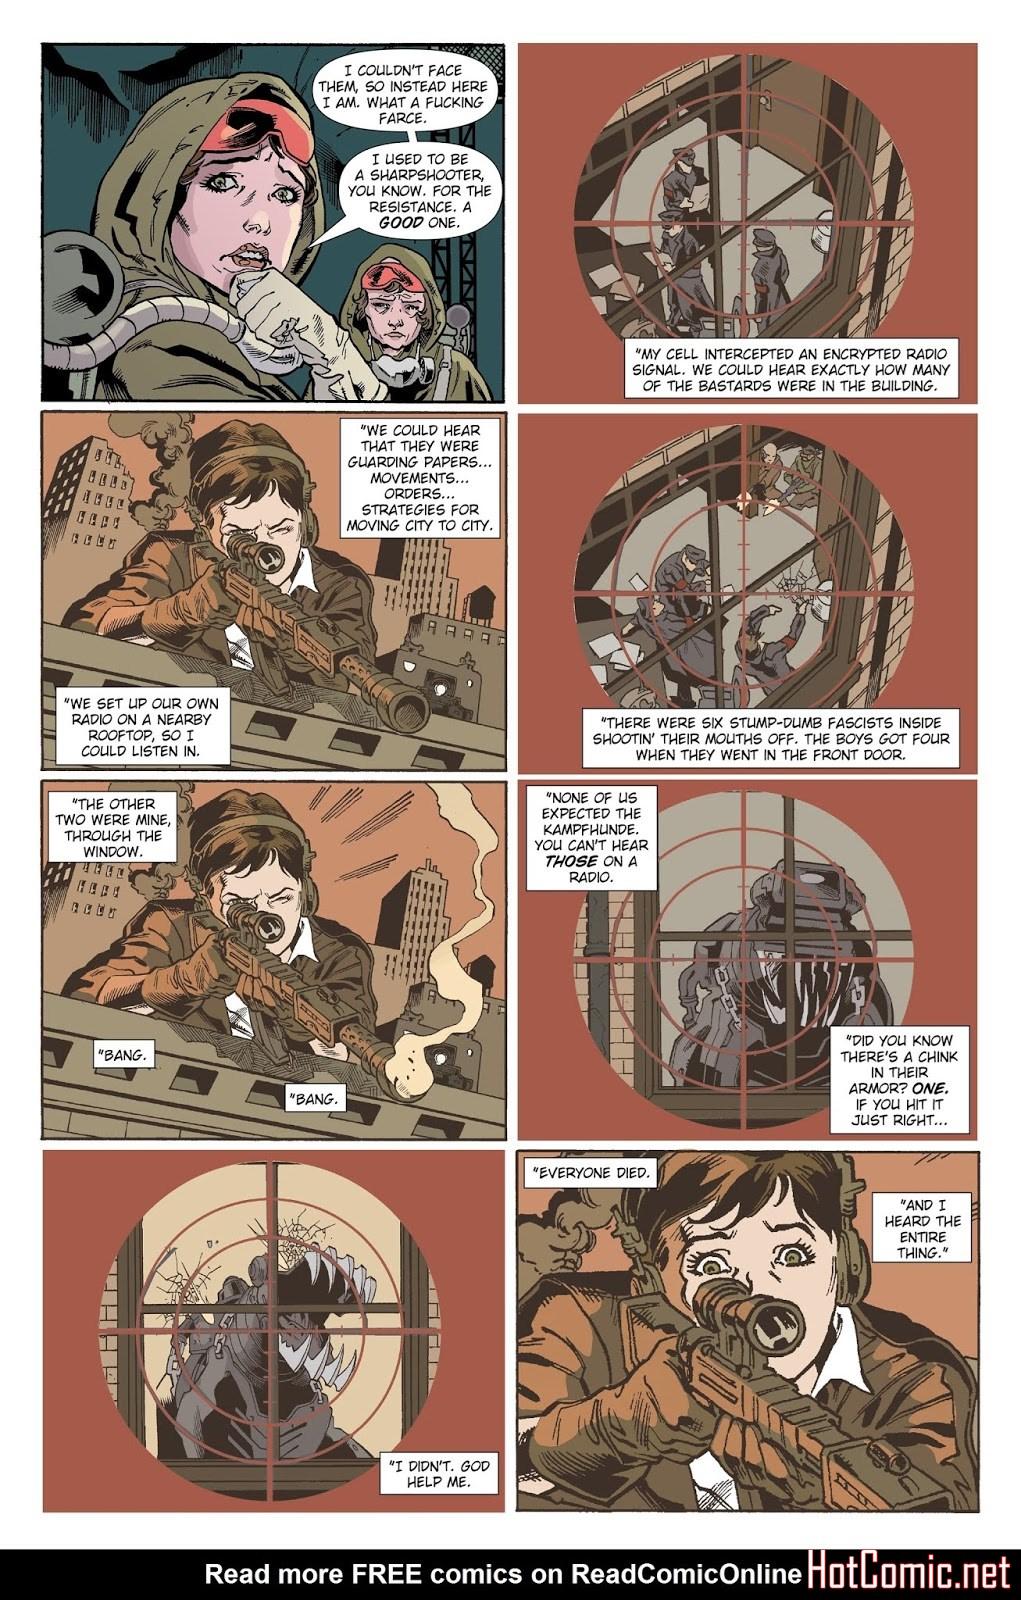 I COULDN'T FACE
THEM, SO INSTEAD HERE
I AM. WHAT A FUCKING
FARCE.
I USED TO BE
A SHARPSHOOTER,
YOU KNOW. FOR THE
RESISTANCE. A
GOOD ONE.
"MY CELL INTERCEPTED AN ENCRYPTED RADIO
SIGNAL. WE COULD HEAR EXACTLY HOW MANY
OF THE BASTARDS WERE IN THE BUILDING.
"WE COULD HEAR
THAT THEY WERE
GUARDING PAPERS...
MOVEMENTS...
ORDERS...
STRATEGIES FOR
MOVING CITY TO CITY.
"WE SET UP OUR OWN
RADIO ON A NEARBY
ROOFTOP, SO I
COULD LISTEN IN.
"THERE WERE SIX STUMP-DUMB FASCISTS INSIDE
SHOOTIN' THEIR MOUTHS OFF. THE BOYS GOT FOUR
WHEN THEY WENT IN THE FRONT DOOR.
"THE OTHER
TWO WERE MINE,
THROUGH THE
WINDOW.
"BANG.
"BANG.
"NONE OF US
EXPECTED THE
KAMPFHUNDE.
YOU CAN'T HEAR
THOSE ON A
RADIO.
"DID YOU KNOW
THERE'S A CHINK
IN THEIR
ARMOR? ONE.
IF YOU HIT IT
JUST RIGHT...
"I DIDN'T. GOD
HELP ME.
"EVERYONE DIED.
"AND I
HEARD THE
ENTIRE
THING."
Read more FREE comics on ReadComicOnline
HotComic.net